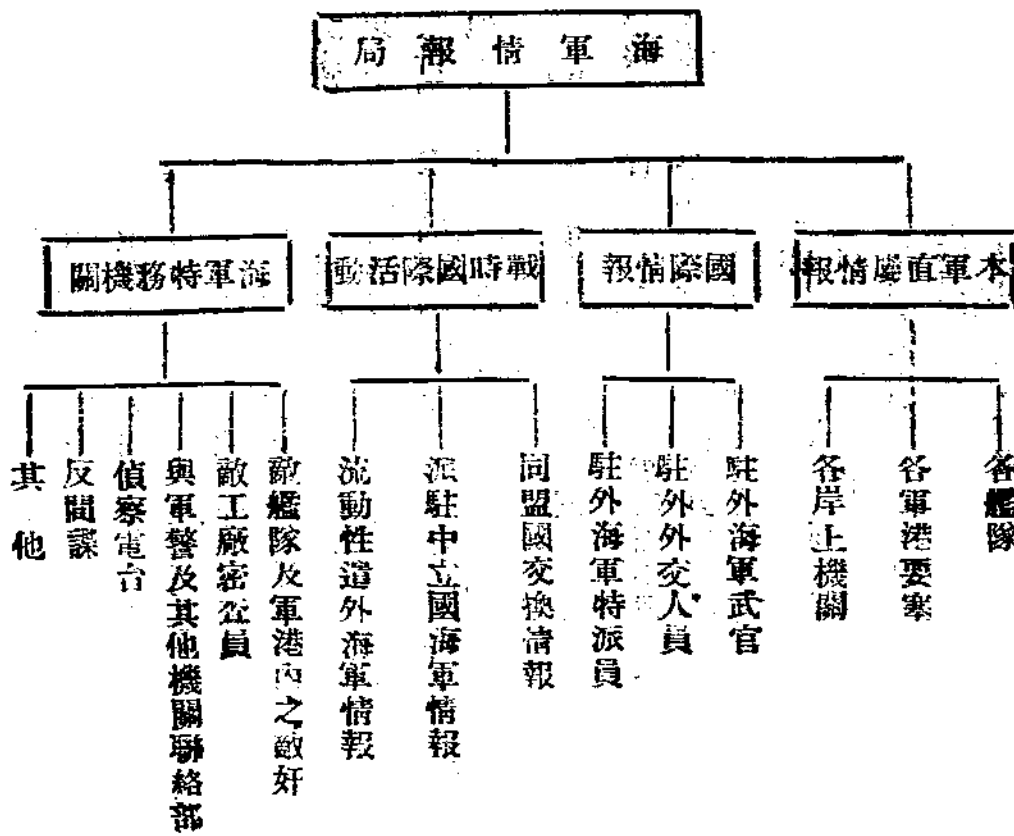 海軍情報局
本軍直屬情報
國際情報
戰時國際活動
海軍特務機關
各艦隊
各軍港要塞
各岸上機關
駐外海軍武官
駐外外交人員
駐外海軍特派員
同盟國交換情報
派駐中立國海軍情報
流動性遣外海軍情報
敵艦隊及軍港內之敵奸
敵工廠密查員
與軍警及其他機關聯絡部
偵察電台
反間諜
其他